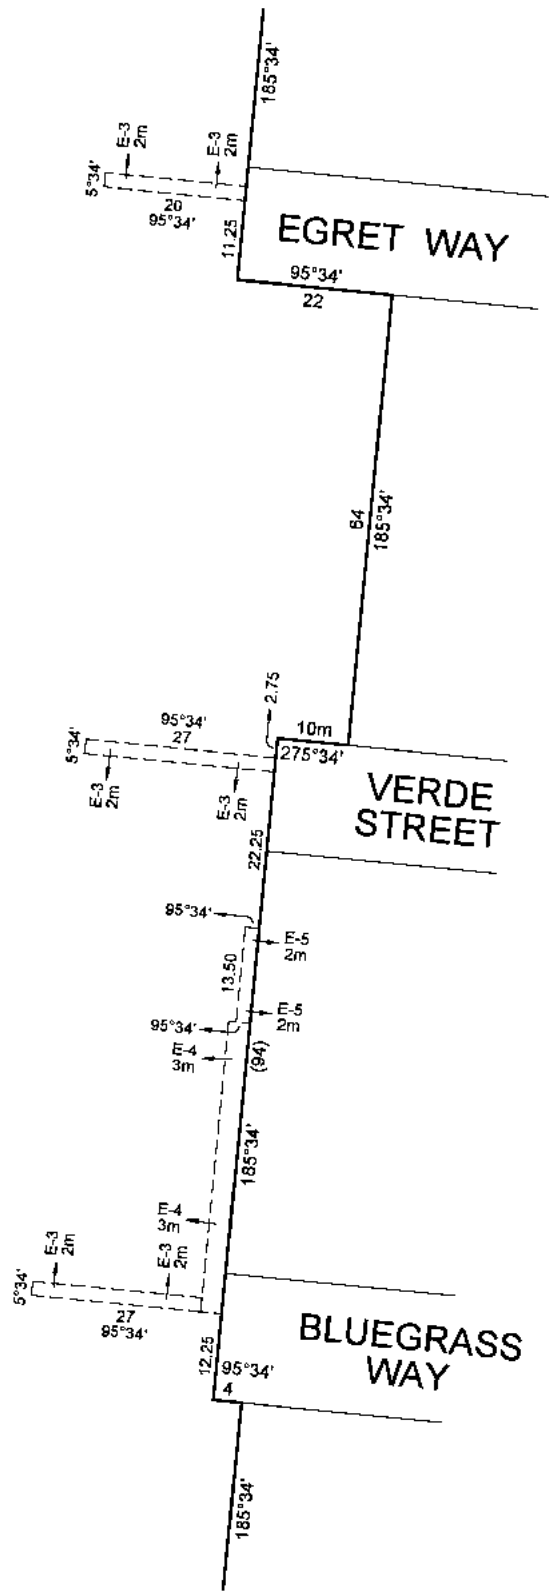 185°34'
E-3
2m
E-3
2m
5°34'
20
95°34'
11.25
EGRET WAY
95°34'
22
64
185°34'
2.75
95°34'
27
5°34'
10m
275°34'
E-3
2m
E-3
2m
VERDE
STREET
22.25
95°34'
E-5
2m
13.50
E-5
2m
95°34'
E-4
3m
(94)
185°34'
E-4
3m
E-3
2m
E-3
2m
5°34'
27
95°34'
BLUEGRASS
WAY
12.25
95°34'
4
185°34'